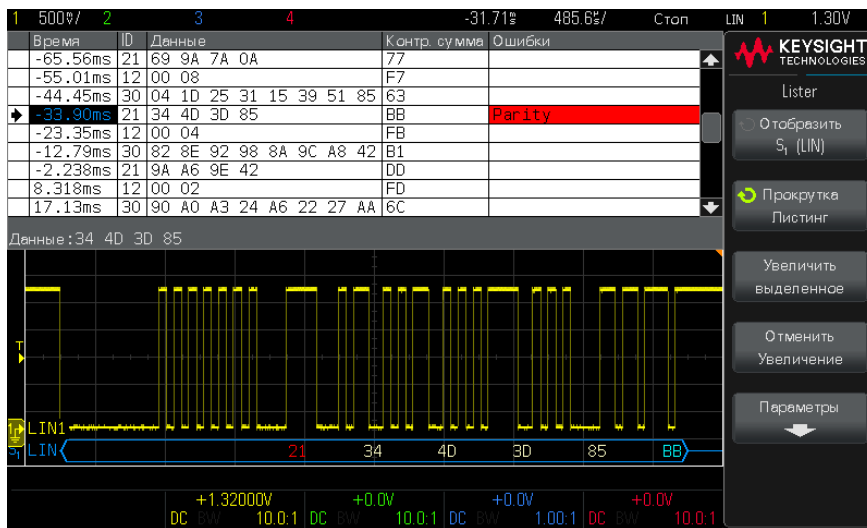 1 500♉/ 2 3 4 -31.71ms 485.6us/ Стоп LIN 1 1.30V
Время ID Данные Контр. сумма Ошибки
-65.56ms 21 69 9A 7A 0A 77
-55.01ms 12 00 08 F7
-44.45ms 30 04 1D 25 31 15 39 51 85 63
-33.90ms 21 34 4D 3D 85 BB Parity
-23.35ms 12 00 04 FB
-12.79ms 30 82 8E 92 98 8A 9C A8 42 B1
-2.238ms 21 9A A6 9E 42 DD
8.318ms 12 00 02 FD
17.13ms 30 90 A0 A3 24 A6 22 27 AA 6C
Данные:34 4D 3D 85
T
LIN1
S1 LIN 21 34 4D 3D 85 BB
+1.32000V +0.0V +0.0V +0.0V
DC BW 10.0:1 DC BW 10.0:1 DC BW 1.00:1 DC BW 10.0:1
KEYSIGHT
TECHNOLOGIES
Lister
Отобразить
S1 (LIN)
Прокрутка
Листинг
Увеличить
выделенное
Отменить
Увеличение
Параметры